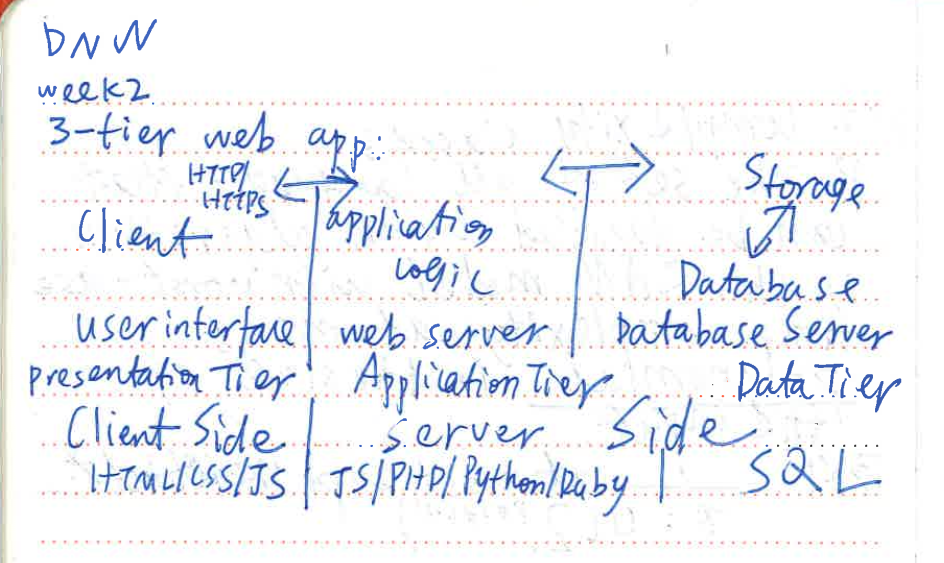 DNW
week2
3-tier web app:
HTTP/
HTTPS
Storage
Client
application
Logic
Database
user interface web server Database Server
presentation Tier Application Tier Data Tier
Client Side server Side
HTML/CSS/JS JS/PHP/Python/Ruby SQL